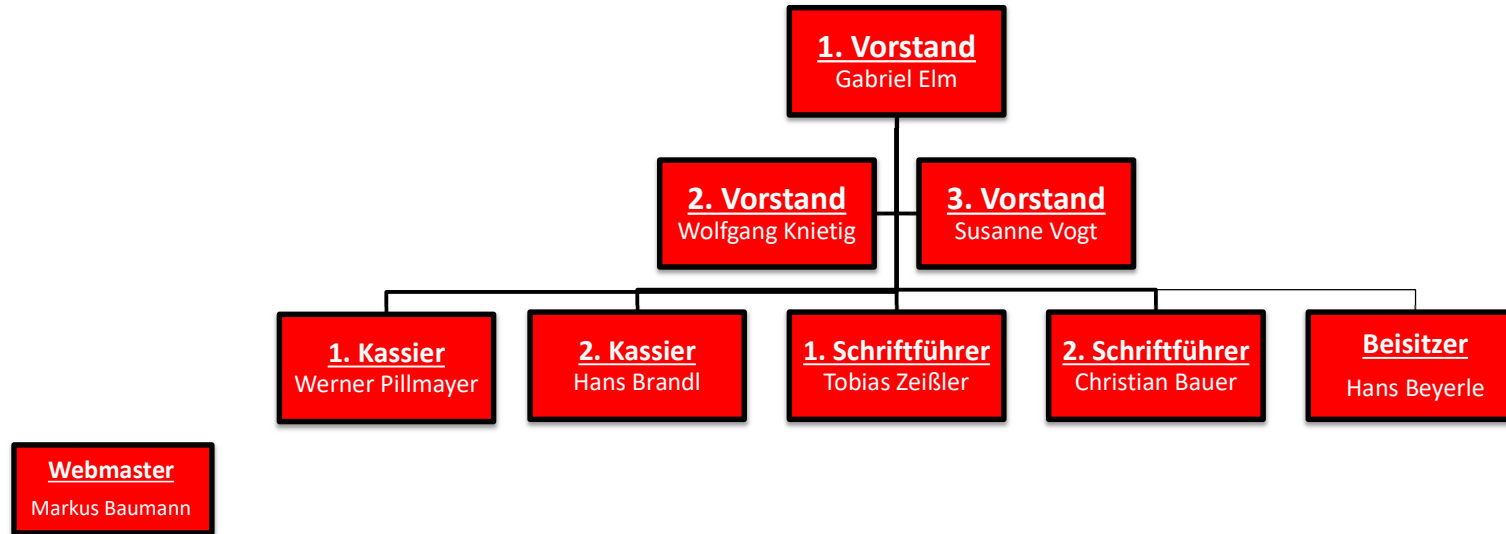 1. Vorstand
Gabriel Elm
2. Vorstand
Wolfgang Knietig
3. Vorstand
Susanne Vogt
1. Kassier
Werner Pillmayer
2. Kassier
Hans Brandl
1. Schriftführer
Tobias Zeißler
2. Schriftführer
Christian Bauer
Beisitzer
Hans Beyerle
Webmaster
Markus Baumann